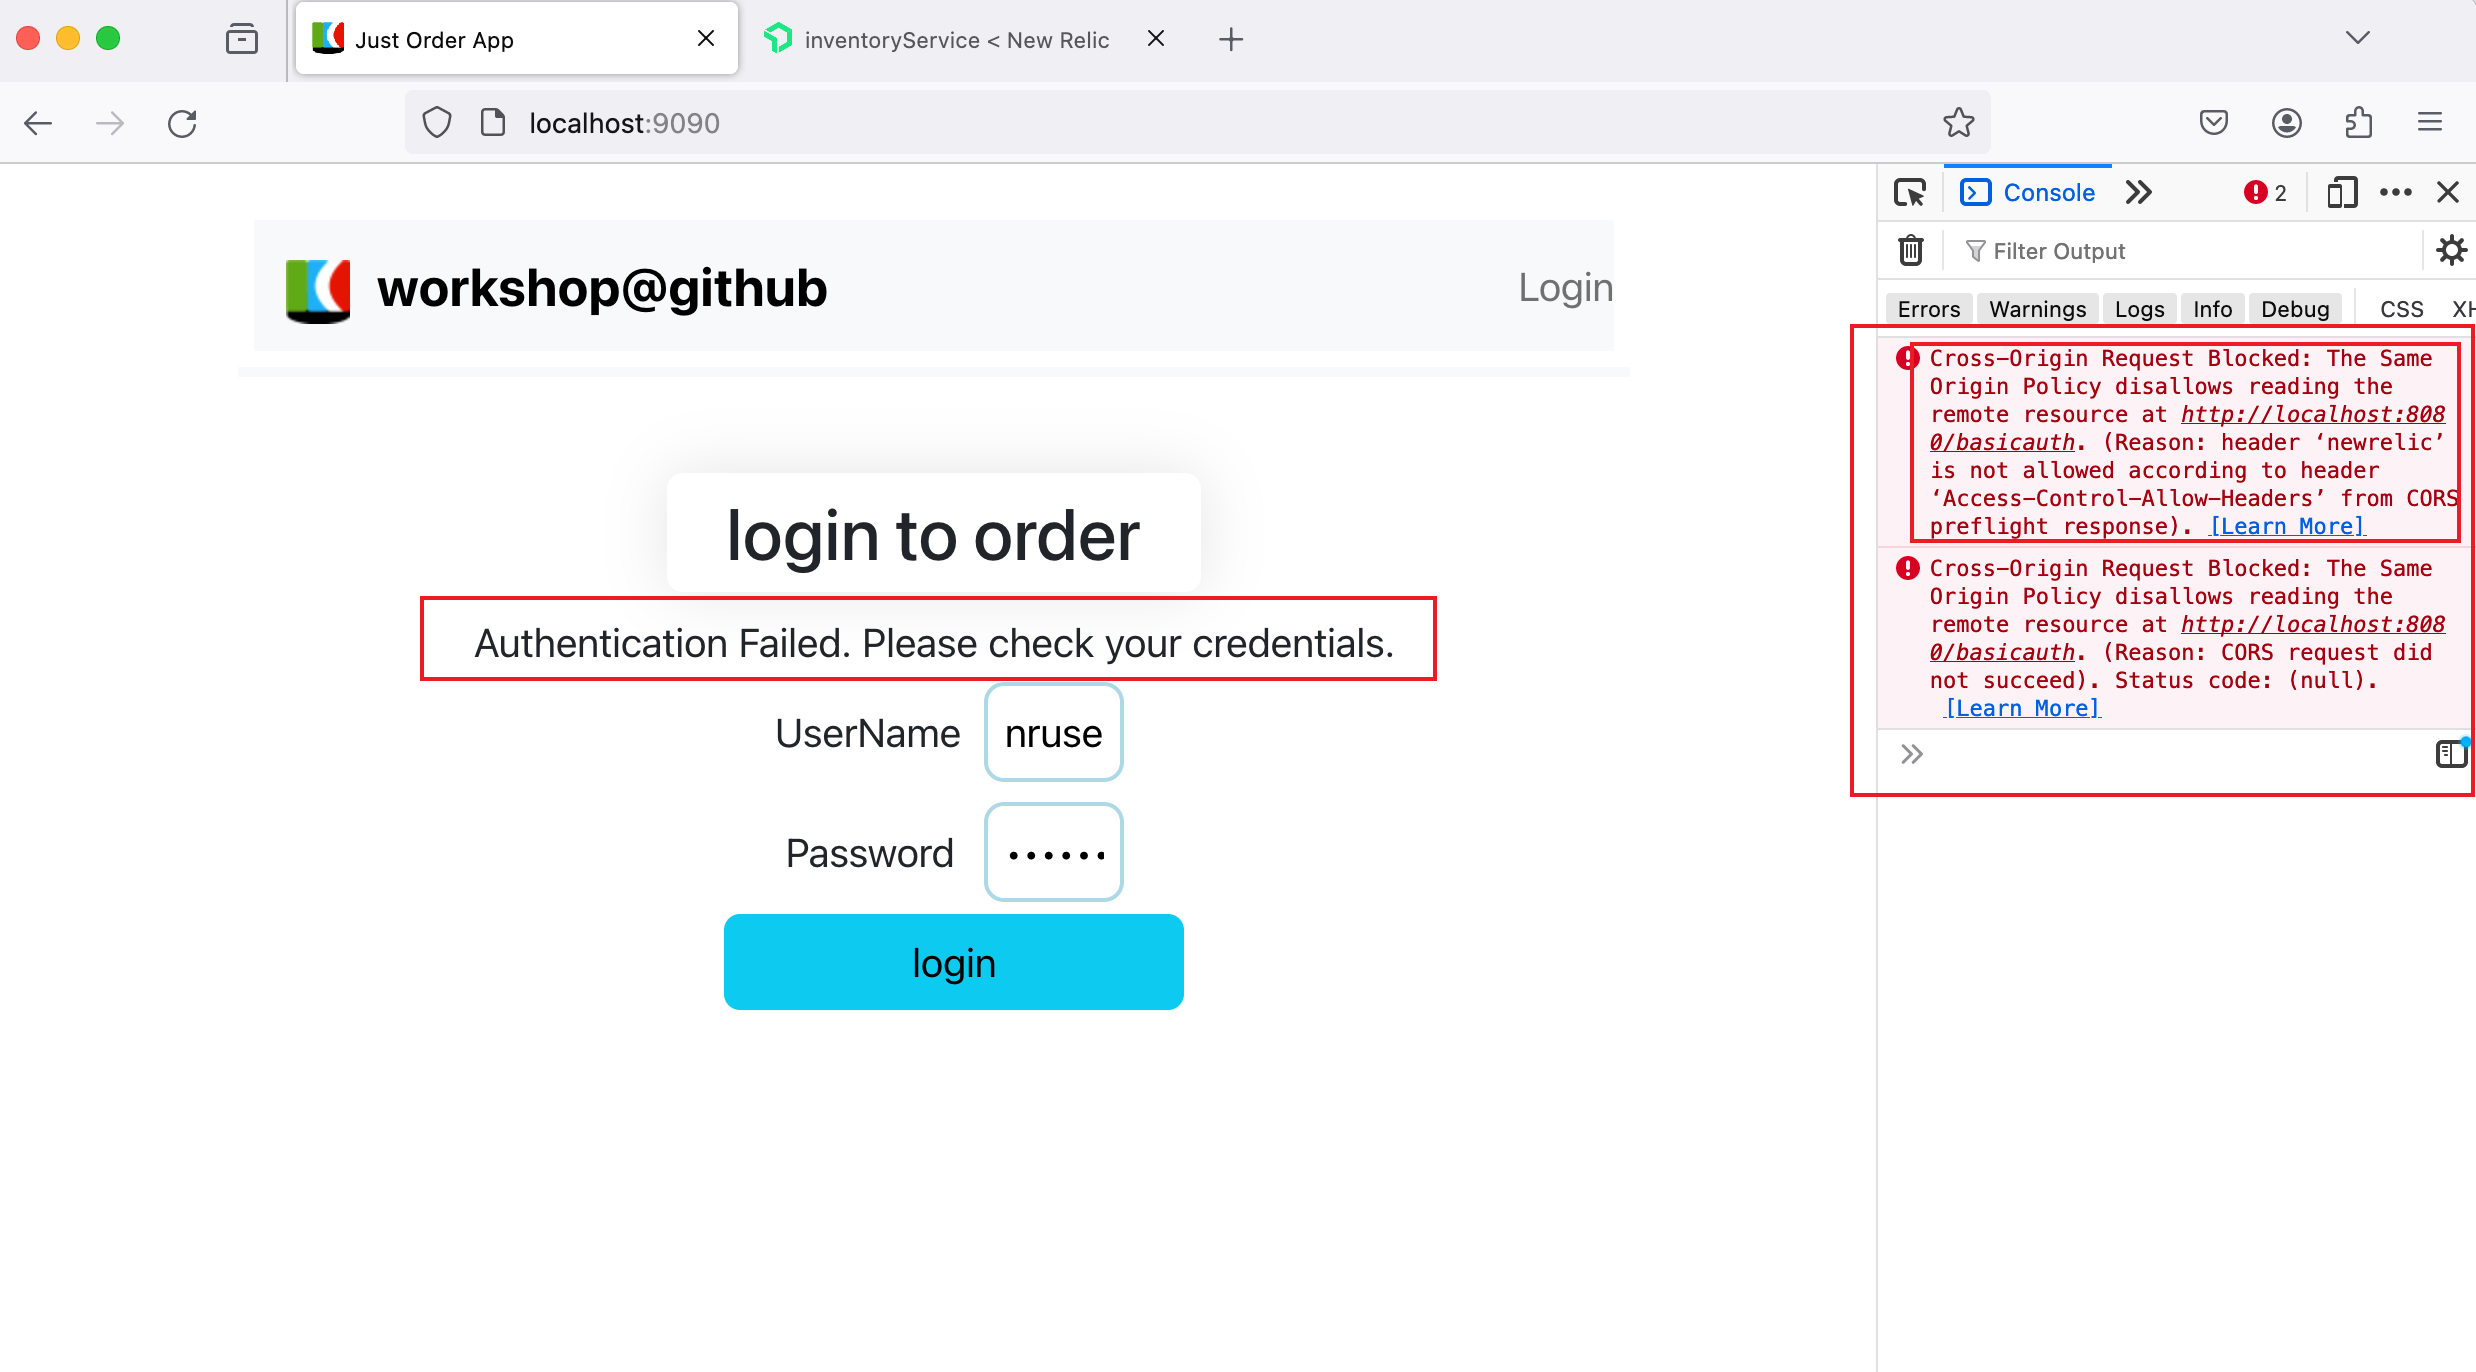 Just Order App
inventoryService < New Relic
localhost:9090
workshop@github
Login
login to order
Authentication Failed. Please check your credentials.
UserName
nruse
Password
login
Console
2
Filter Output
Errors
Warnings
Logs
Info
Debug
CSS
XH
Cross-Origin Request Blocked: The Same
Origin Policy disallows reading the
remote resource at http://localhost:808
0/basicauth. (Reason: header ‘newrelic’
is not allowed according to header
‘Access-Control-Allow-Headers’ from CORS
preflight response). [Learn More]
Cross-Origin Request Blocked: The Same
Origin Policy disallows reading the
remote resource at http://localhost:808
0/basicauth. (Reason: CORS request did
not succeed). Status code: (null).
[Learn More]